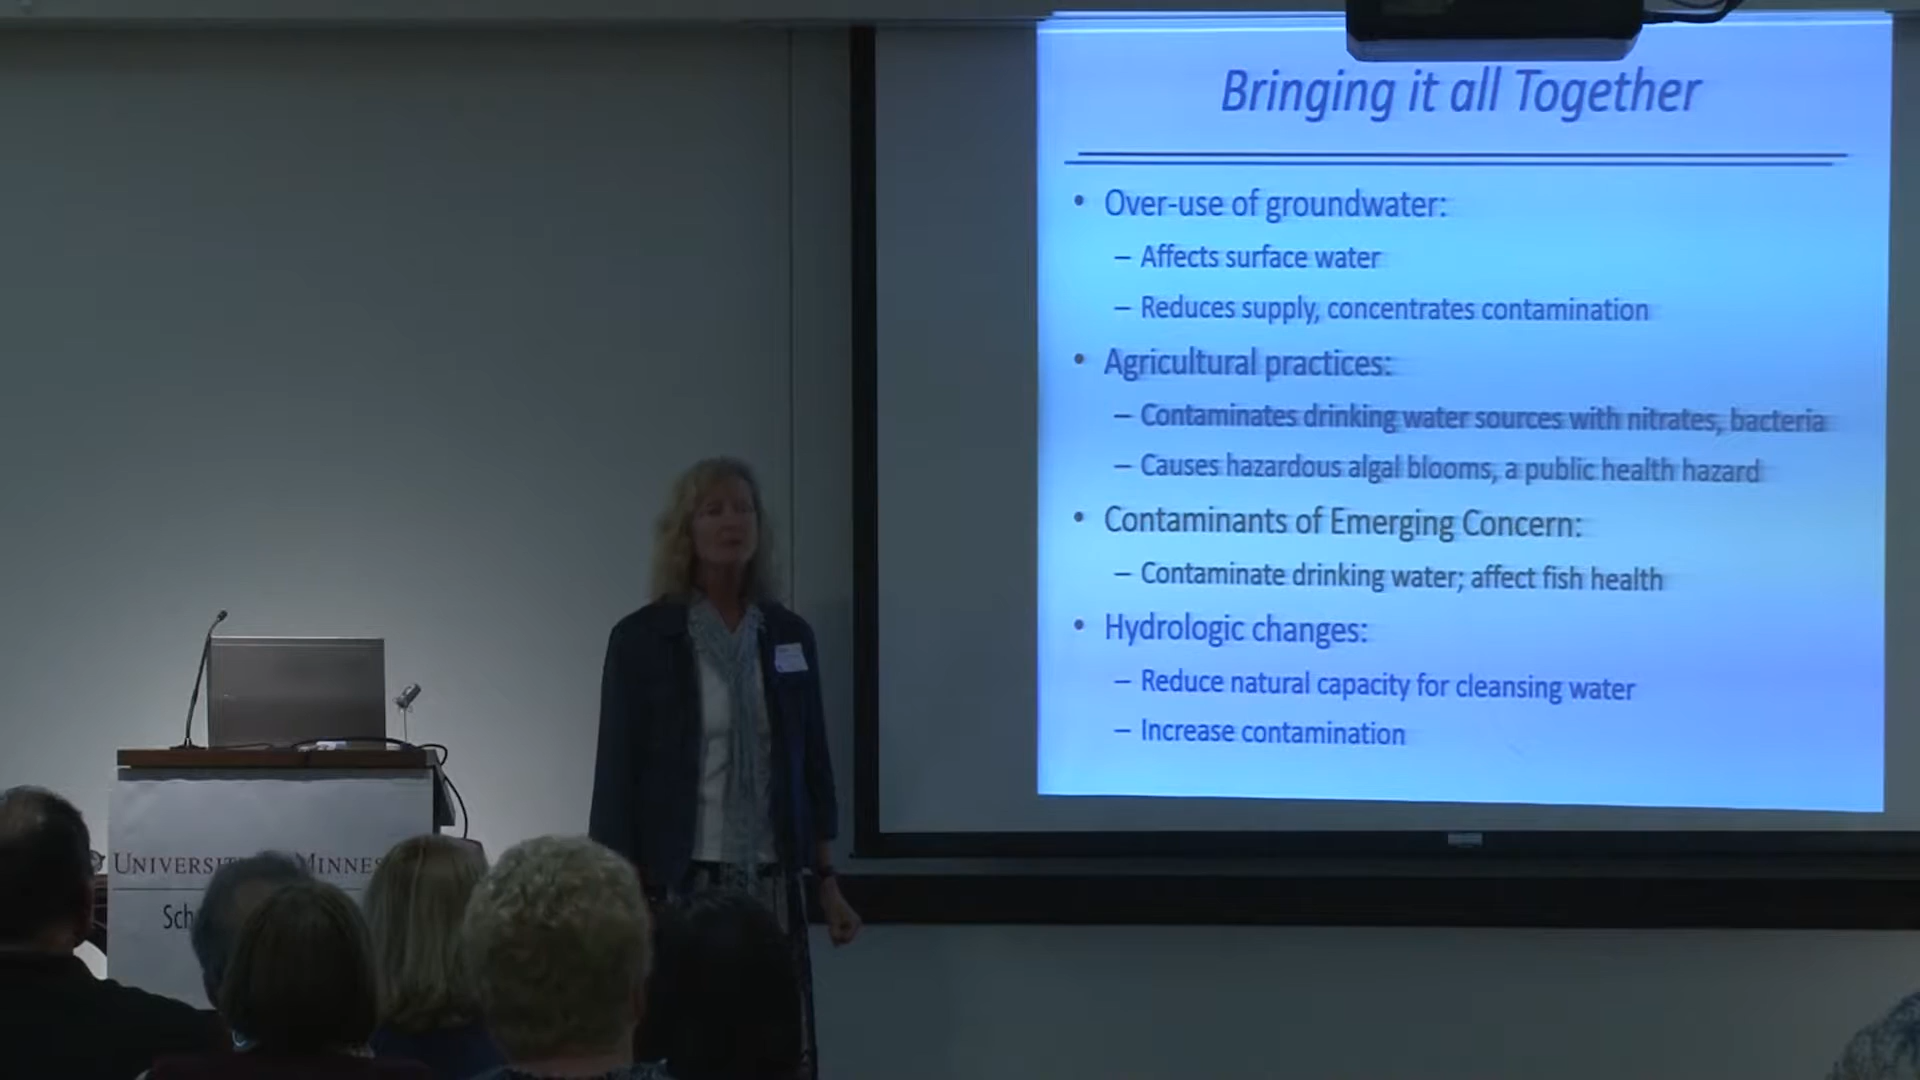 Bringing it all Together
• Over-use of groundwater:
– Affects surface water
– Reduces supply, concentrates contamination
• Agricultural practices:
– Contaminates drinking water sources with nitrates, bacteria
– Causes hazardous algal blooms, a public health hazard
• Contaminants of Emerging Concern:
– Contaminate drinking water; affect fish health
• Hydrologic changes:
– Reduce natural capacity for cleansing water
– Increase contamination